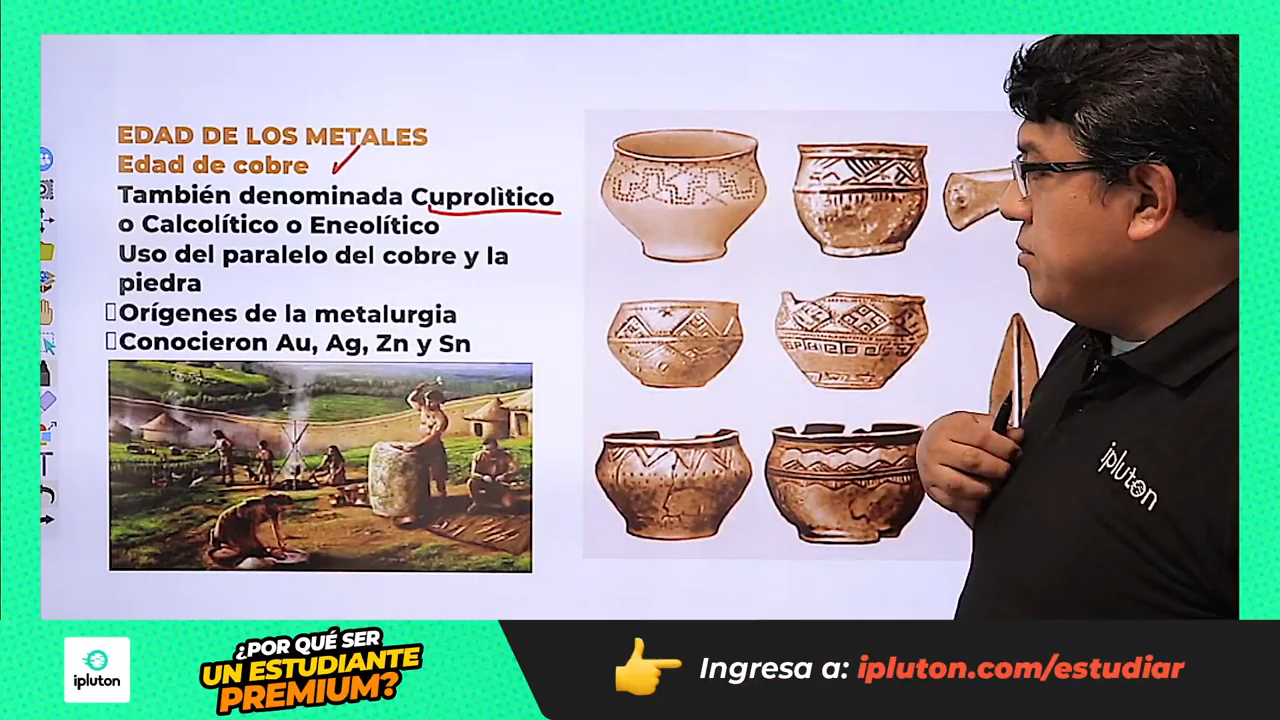 EDAD DE LOS METALES
Edad de cobre
También denominada Cuprolìtico
o Calcolítico o Eneolítico
Uso del paralelo del cobre y la
piedra
Orígenes de la metalurgia
Conocieron Au, Ag, Zn y Sn
ipluton
ipluton
¿POR QUÉ SER
UN ESTUDIANTE
PREMIUM?
Ingresa a: ipluton.com/estudiar